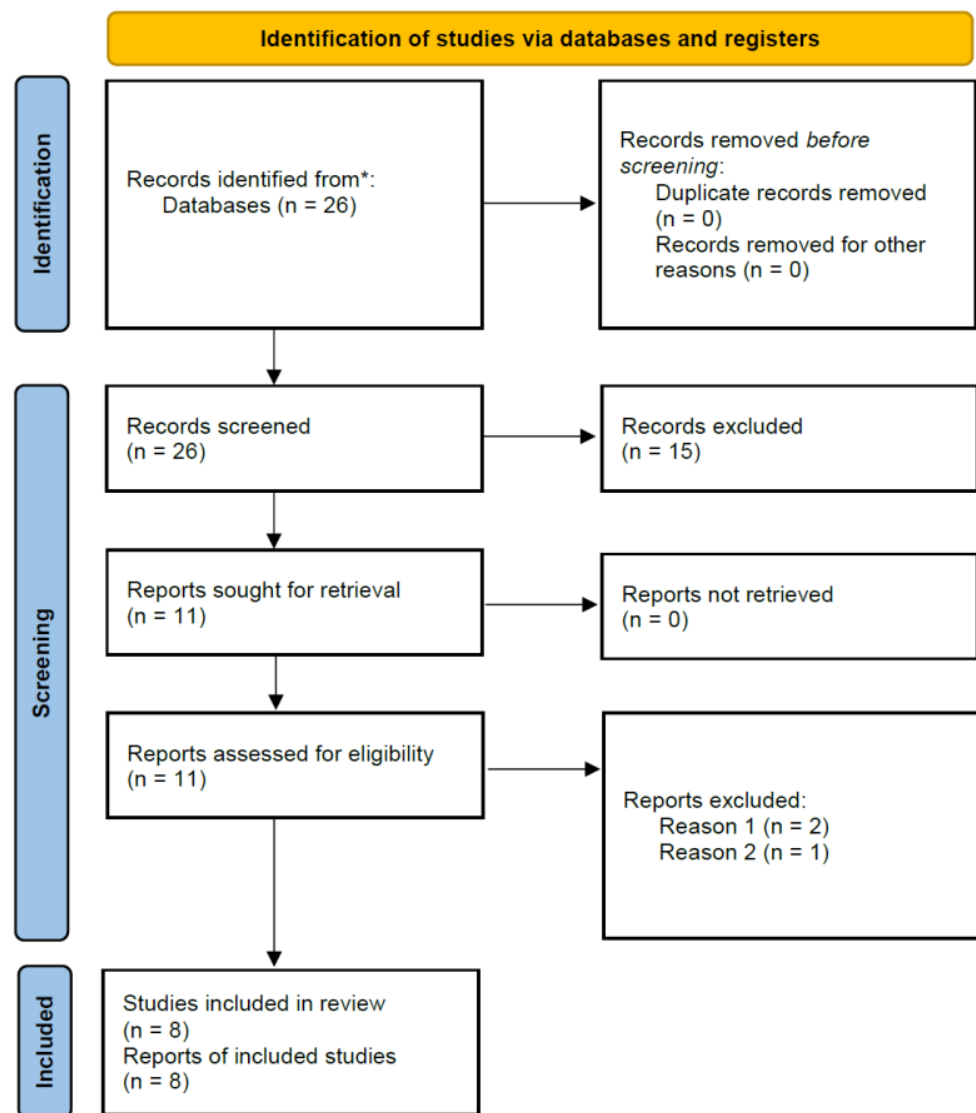 Identification of studies via databases and registers
Identification
Records identified from*:
Databases (n = 26)
Records removed before
screening:
Duplicate records removed
(n = 0)
Records removed for other
reasons (n = 0)
Screening
Records screened
(n = 26)
Records excluded
(n = 15)
Reports sought for retrieval
(n = 11)
Reports not retrieved
(n = 0)
Reports assessed for eligibility
(n = 11)
Reports excluded:
Reason 1 (n = 2)
Reason 2 (n = 1)
Included
Studies included in review
(n = 8)
Reports of included studies
(n = 8)